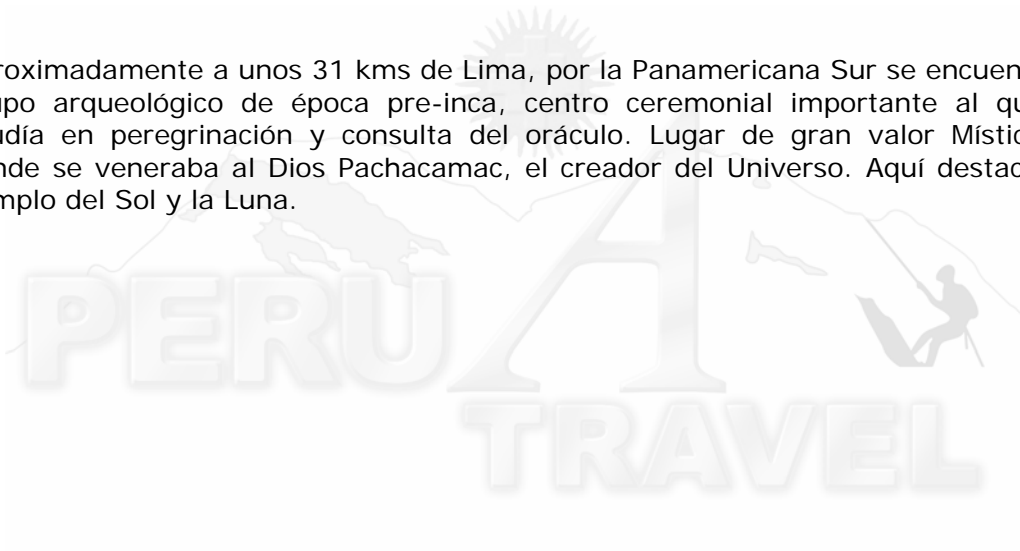 roximadamente a unos 31 kms de Lima, por la Panamericana Sur se encuen
upo arqueológico de época pre-inca, centro ceremonial importante al qu
udía en peregrinación y consulta del oráculo. Lugar de gran valor Místic
nde se veneraba al Dios Pachacamac, el creador del Universo. Aquí destac
mplo del Sol y la Luna.
PERU A
TRAVEL